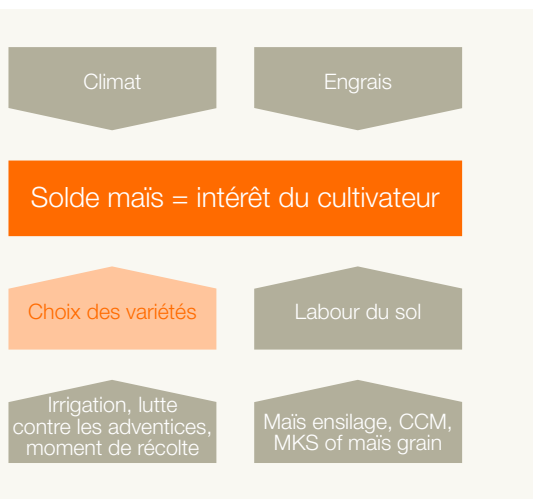 Climat
Engrais
Solde maïs = intérêt du cultivateur
Choix des variétés
Labour du sol
Irrigation, lutte
contre les adventices,
moment de récolte
Maïs ensilage, CCM,
MKS of maïs grain